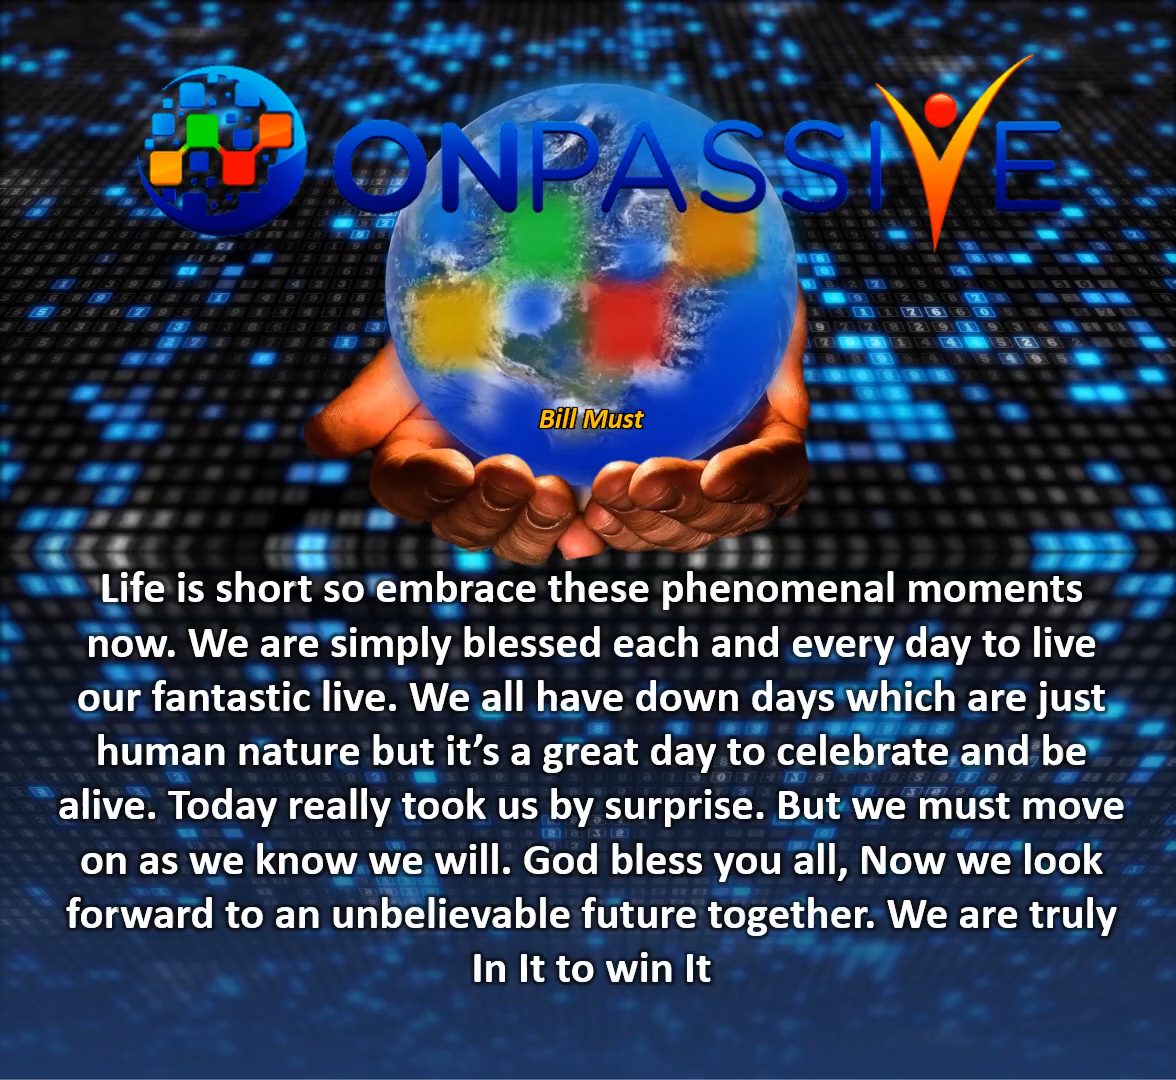 ONPASSIVE
Bill Must
Life is short so embrace these phenomenal moments
now. We are simply blessed each and every day to live
our fantastic live. We all have down days which are just
human nature but it’s a great day to celebrate and be
alive. Today really took us by surprise. But we must move
on as we know we will. God bless you all, Now we look
forward to an unbelievable future together. We are truly
In It to win It